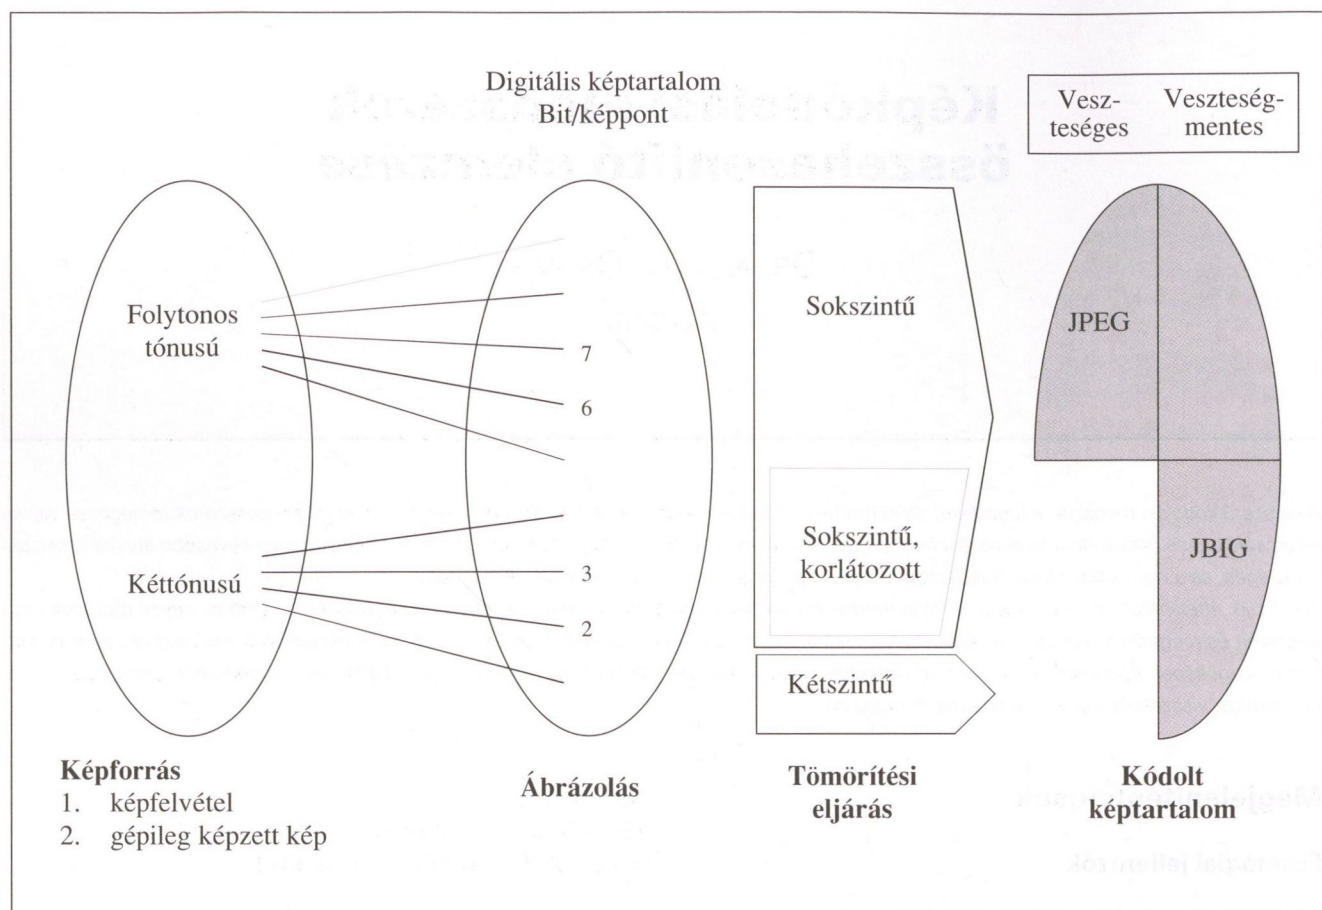 Digitális képtartalom
Bit/képpont
Vesz-
teséges
Veszteség-
mentes
Folytonos
tónusú
7
6
Sokszintű
JPEG
Kéttónusú
3
2
Sokszintű,
korlátozott
Kétszintű
JBIG
Képforrás
1. képfelvétel
2. gépileg képzett kép
Ábrázolás
Tömörítési
eljárás
Kódolt
képtartalom